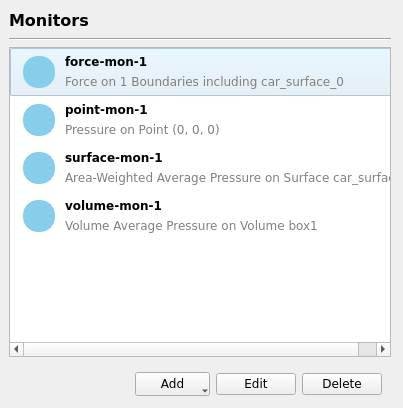 Monitors
force-mon-1
Force on 1 Boundaries including car_surface_0
point-mon-1
Pressure on Point (0, 0, 0)
surface-mon-1
Area-Weighted Average Pressure on Surface car_surfac
volume-mon-1
Volume Average Pressure on Volume box1
Add
Edit
Delete